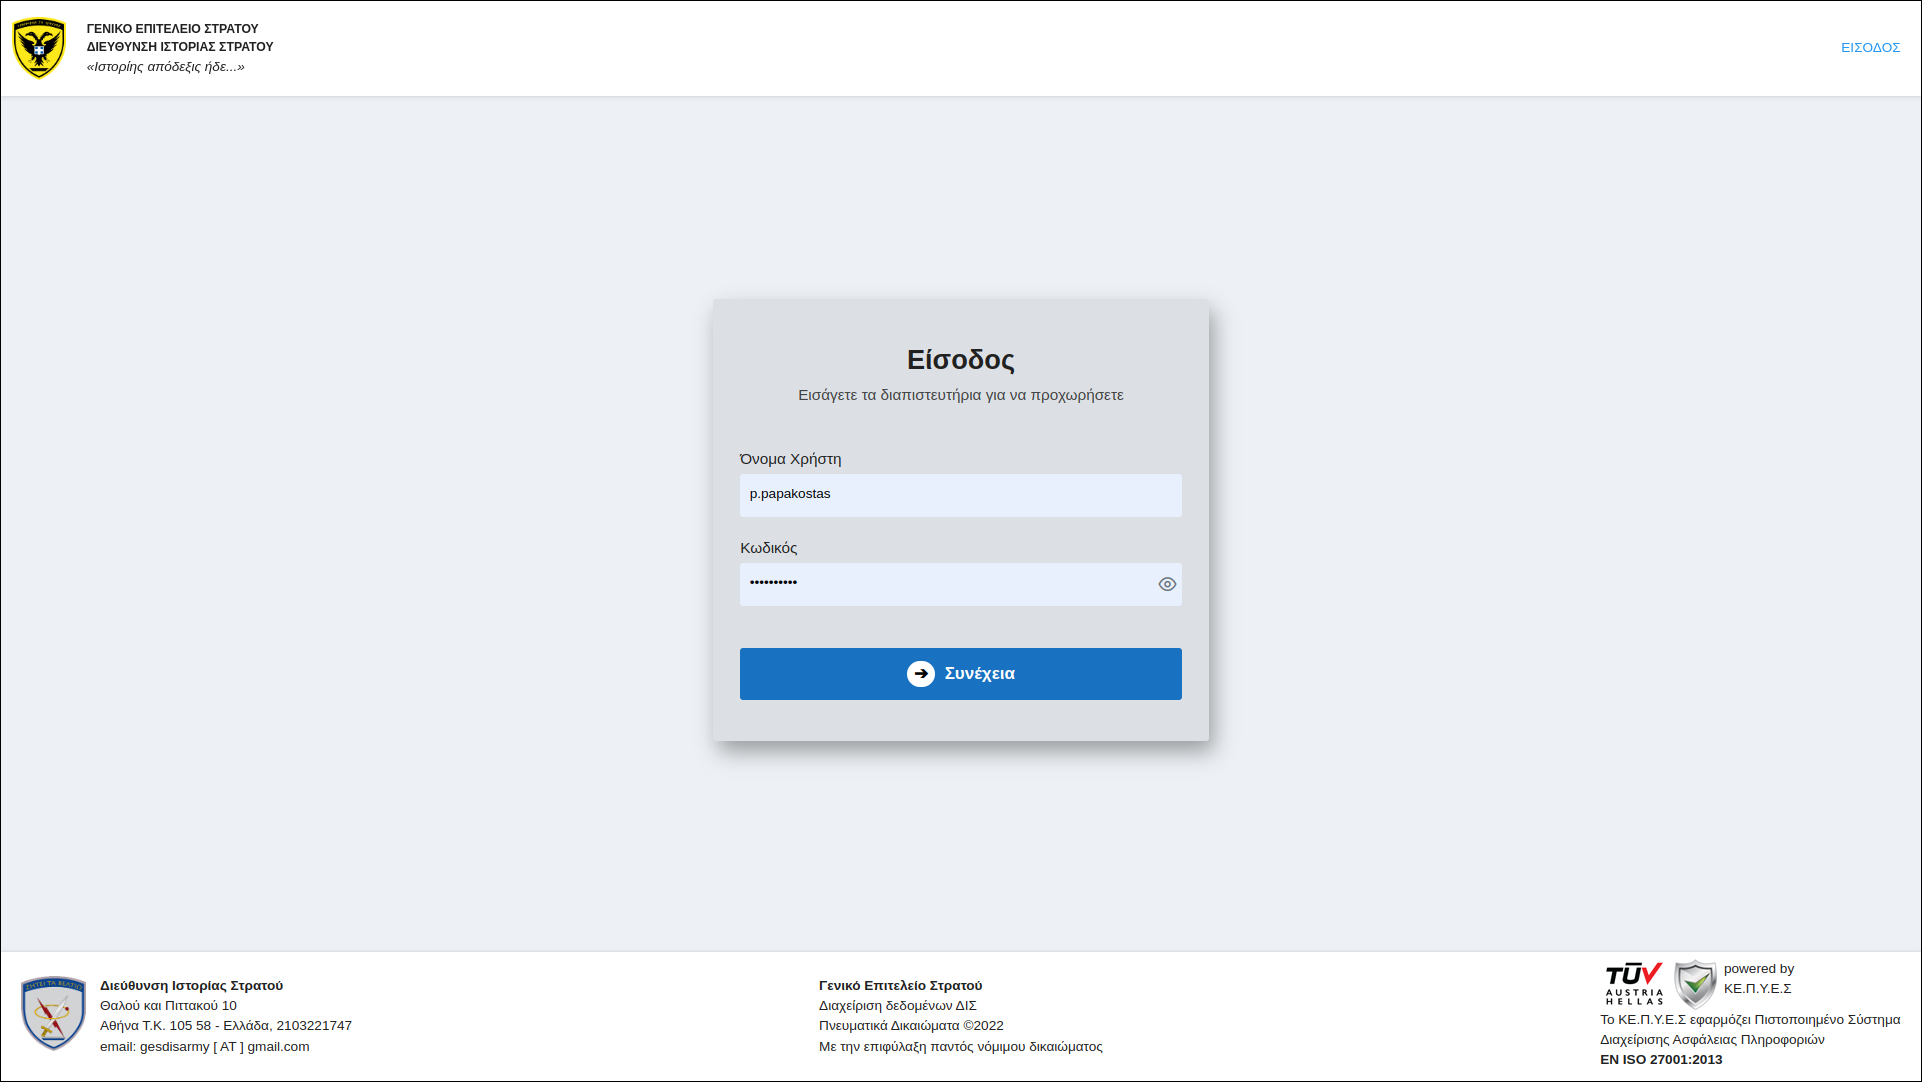 ΓΕΝΙΚΟ ΕΠΙΤΕΛΕΙΟ ΣΤΡΑΤΟΥ
ΔΙΕΥΘΥΝΣΗ ΙΣΤΟΡΙΑΣ ΣΤΡΑΤΟΥ
«Ιστορίης απόδεξις ήδε...»
ΕΙΣΟΔΟΣ
Είσοδος
Εισάγετε τα διαπιστευτήρια για να προχωρήσετε
Όνομα Χρήστη
p.papakostas
Κωδικός
••••••••••
Συνέχεια
Διεύθυνση Ιστορίας Στρατού
Θαλού και Πιττακού 10
Αθήνα Τ.Κ. 105 58 - Ελλάδα, 2103221747
email: gesdisarmy [ AT ] gmail.com
Γενικό Επιτελείο Στρατού
Διαχείριση δεδομένων ΔΙΣ
Πνευματικά Δικαιώματα ©2022
Με την επιφύλαξη παντός νόμιμου δικαιώματος
TÜV
AUSTRIA
HELLAS
powered by
ΚΕ.Π.Υ.Ε.Σ
Το ΚΕ.Π.Υ.Ε.Σ εφαρμόζει Πιστοποιημένο Σύστημα
Διαχείρισης Ασφάλειας Πληροφοριών
EN ISO 27001:2013